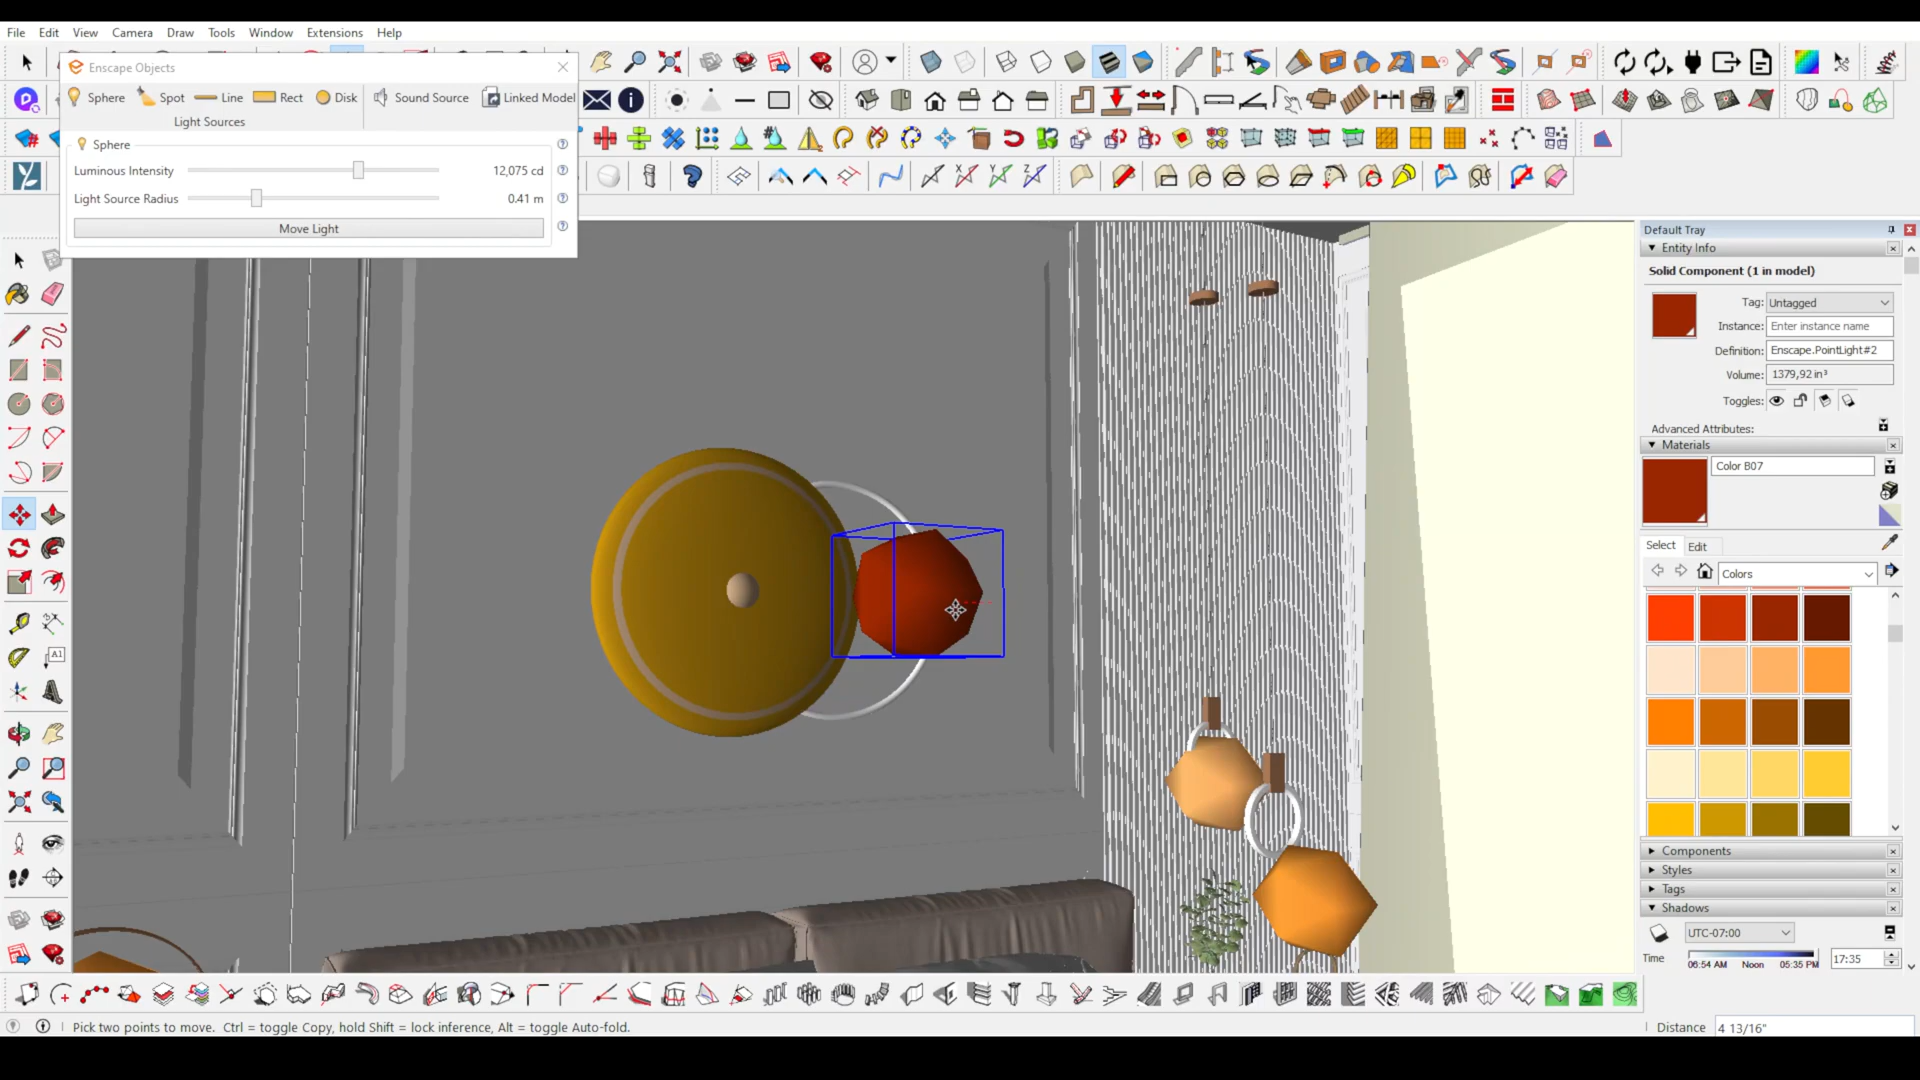 File Edit View Camera Draw Tools Window Extensions Help
Enscape Objects
Sphere Spot Line Rect Disk Sound Source Linked Model
Light Sources
Sphere
Luminous Intensity 12,075 cd
Light Source Radius 0.41 m
Move Light
Default Tray
Entity Info
Solid Component (1 in model)
Tag: Untagged
Instance: Enter instance name
Definition: Enscape.PointLight#2
Volume: 1379,92 in³
Toggles:
Advanced Attributes:
Materials
Color B07
Select Edit
Colors
Components
Styles
Tags
Shadows
UTC-07:00
Time 06:54 AM Noon 05:35 PM 17:35
Pick two points to move. Ctrl = toggle Copy, hold Shift = lock inference, Alt = toggle Auto-fold.
Distance 4 13/16"